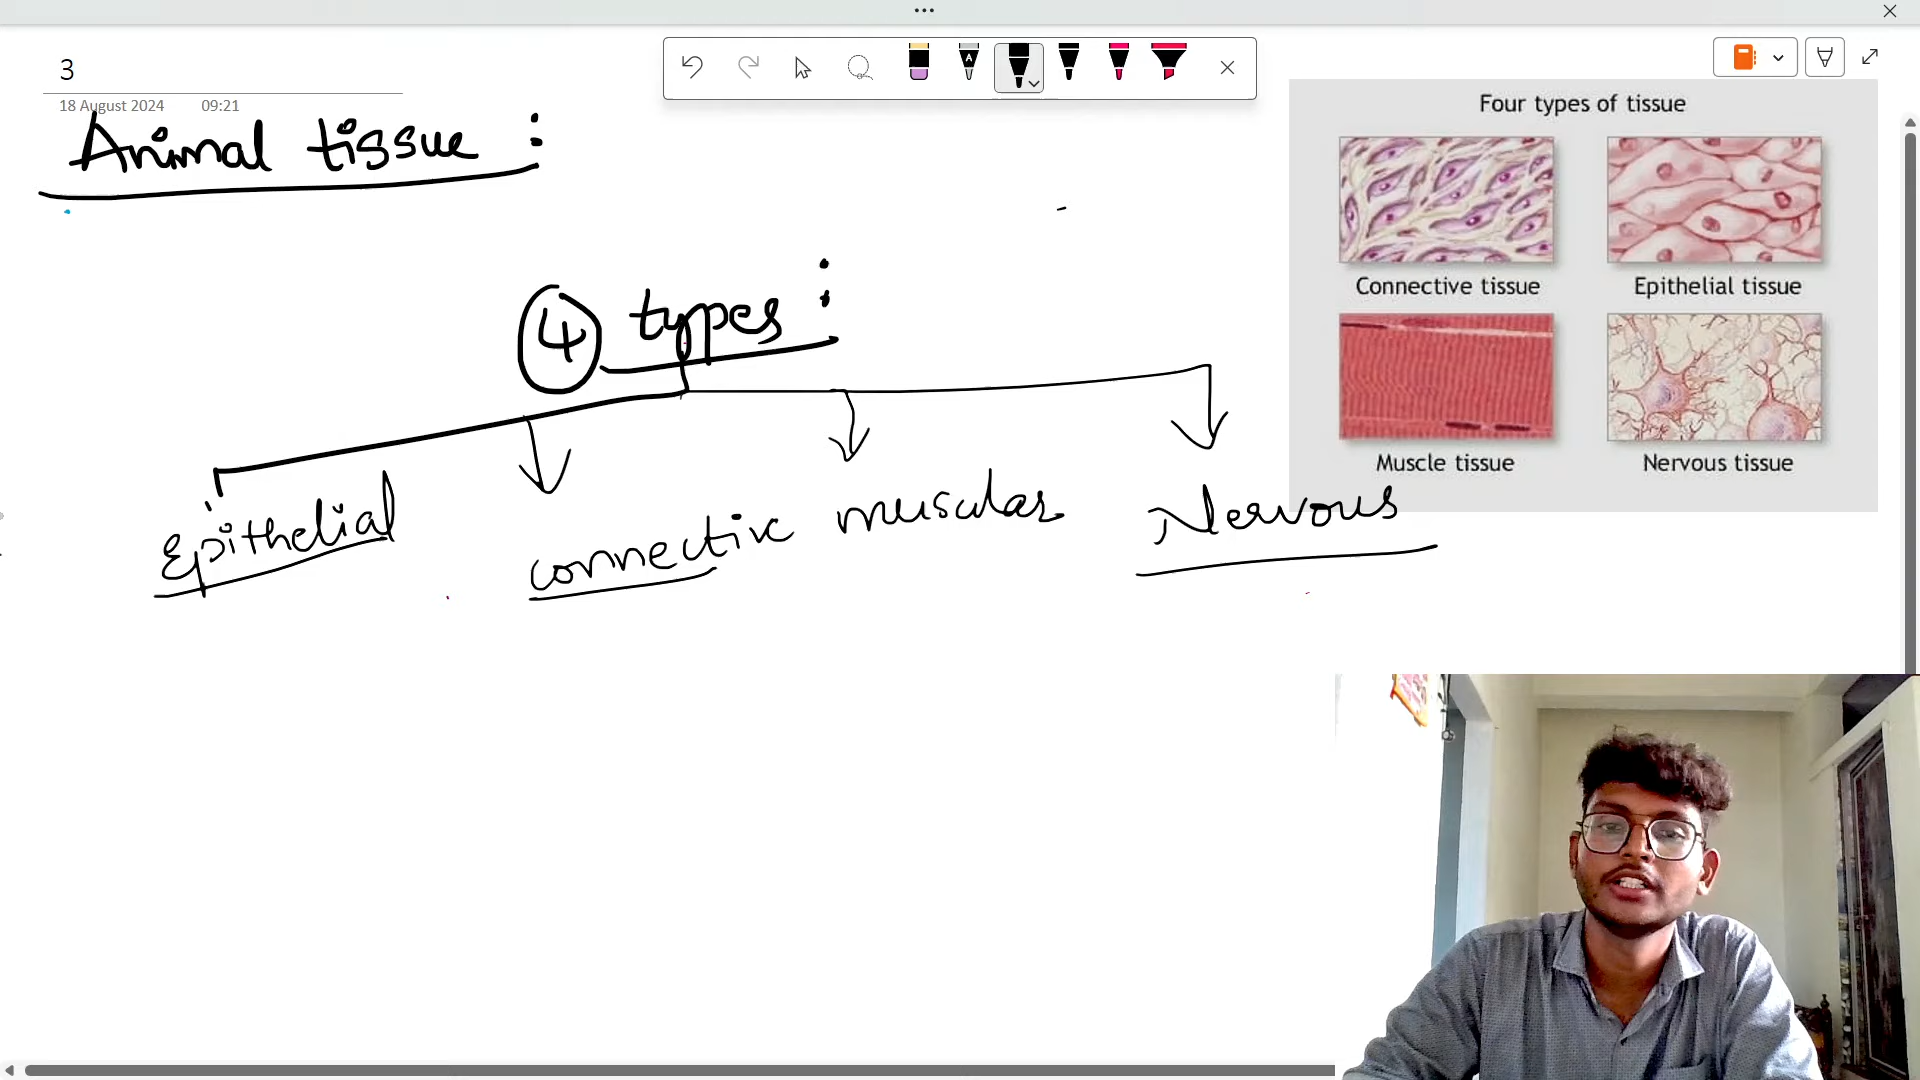 3
18 August 2024 09:21
Animal tissue :
4 types :
Epithelial connective muscular Nervous
Four types of tissue
Connective tissue Epithelial tissue
Muscle tissue Nervous tissue